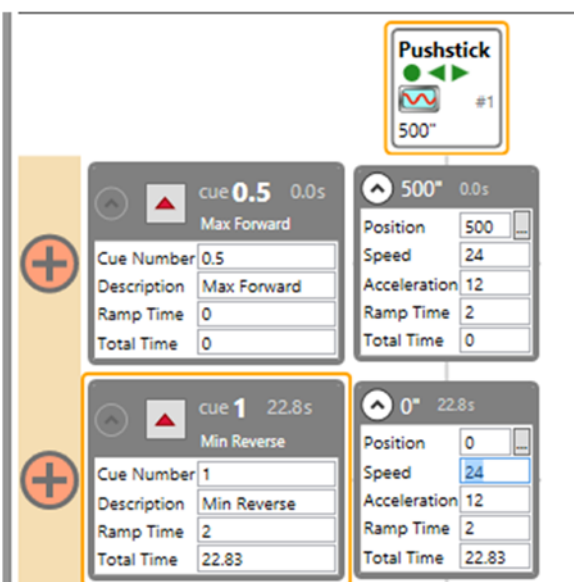 Pushstick
#1
500"
cue 0.5 0.0s
Max Forward
Cue Number 0.5
Description Max Forward
Ramp Time 0
Total Time 0
500" 0.0s
Position 500 ...
Speed 24
Acceleration 12
Ramp Time 2
Total Time 0
cue 1 22.8s
Min Reverse
Cue Number 1
Description Min Reverse
Ramp Time 2
Total Time 22.83
0" 22.8s
Position 0 ...
Speed 24
Acceleration 12
Ramp Time 2
Total Time 22.83